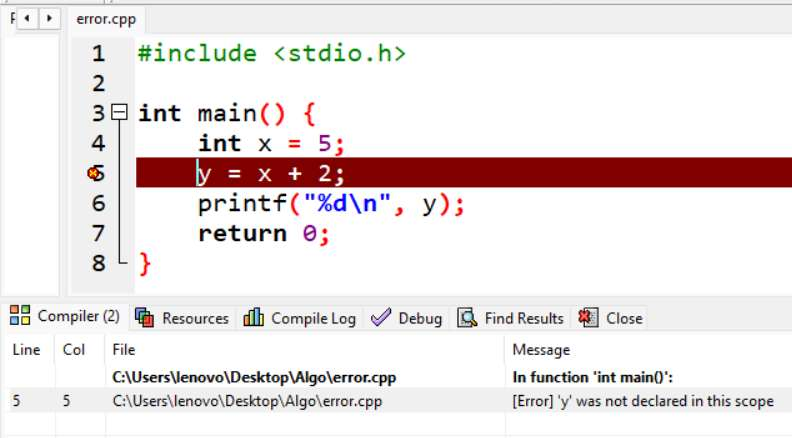 error.cpp
1 #include <stdio.h>
2
3 int main() {
4 int x = 5;
5 y = x + 2;
6 printf("%d\n", y);
7 return 0;
8 }
Compiler (2) Resources Compile Log Debug Find Results Close
Line Col File Message
C:\Users\lenovo\Desktop\Algo\error.cpp In function 'int main()':
5 5 C:\Users\lenovo\Desktop\Algo\error.cpp [Error] 'y' was not declared in this scope